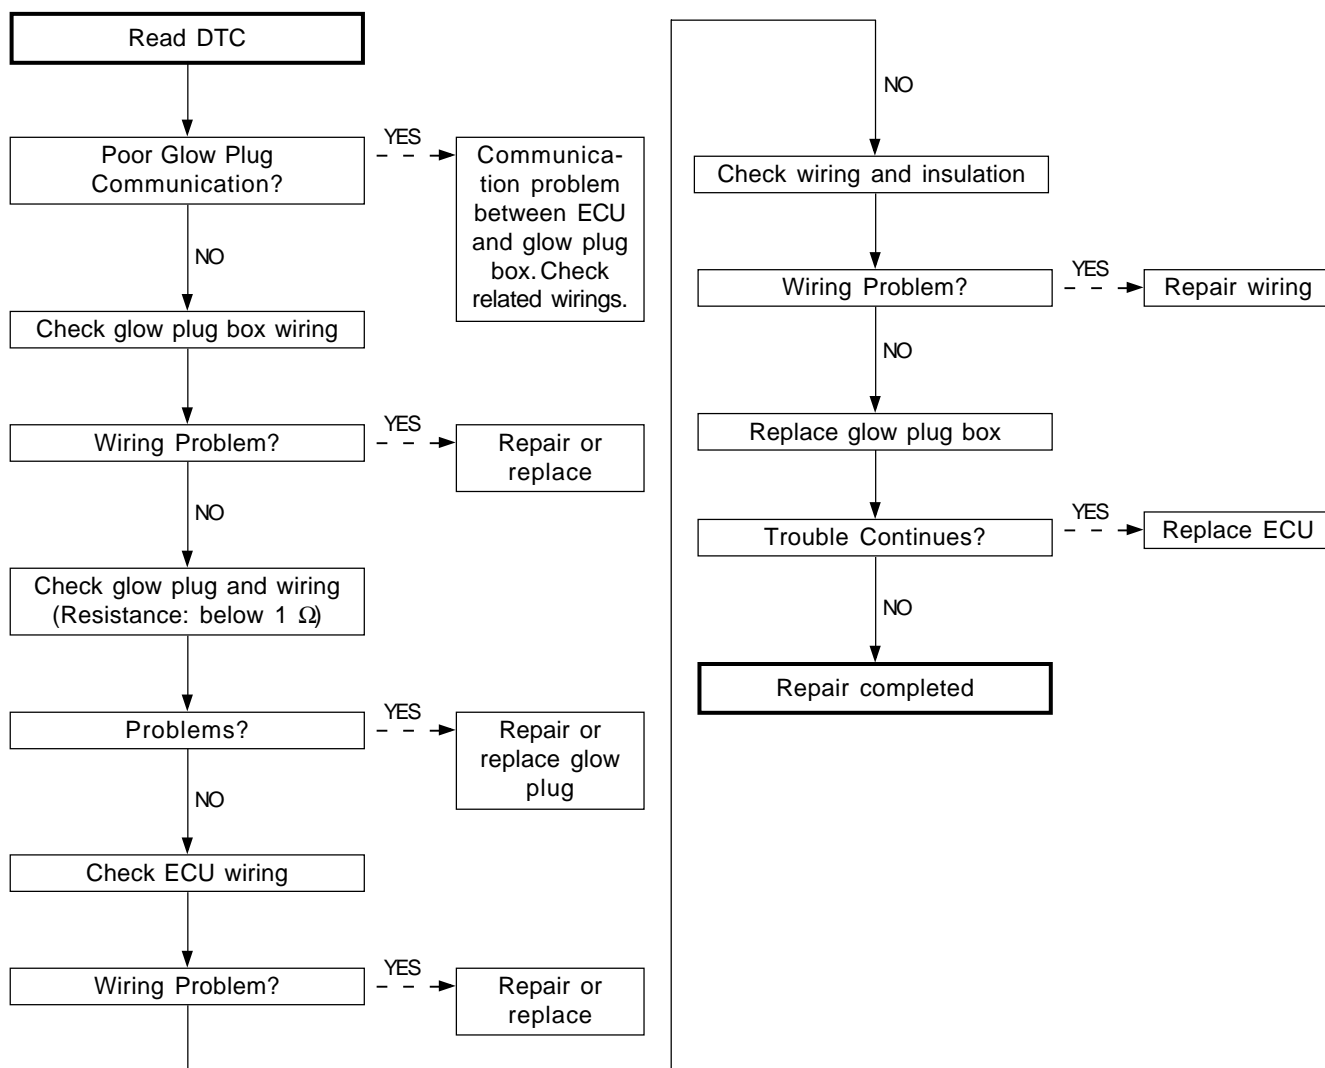 Read DTC
Poor Glow Plug
Communication?
YES
Communica-
tion problem
between ECU
and glow plug
box. Check
related wirings.
NO
Check glow plug box wiring
Wiring Problem?
YES
Repair or
replace
NO
Check glow plug and wiring
(Resistance: below 1 Ω)
Problems?
YES
Repair or
replace glow
plug
NO
Check ECU wiring
Wiring Problem?
YES
Repair or
replace
NO
Check wiring and insulation
Wiring Problem?
YES
Repair wiring
NO
Replace glow plug box
Trouble Continues?
YES
Replace ECU
NO
Repair completed